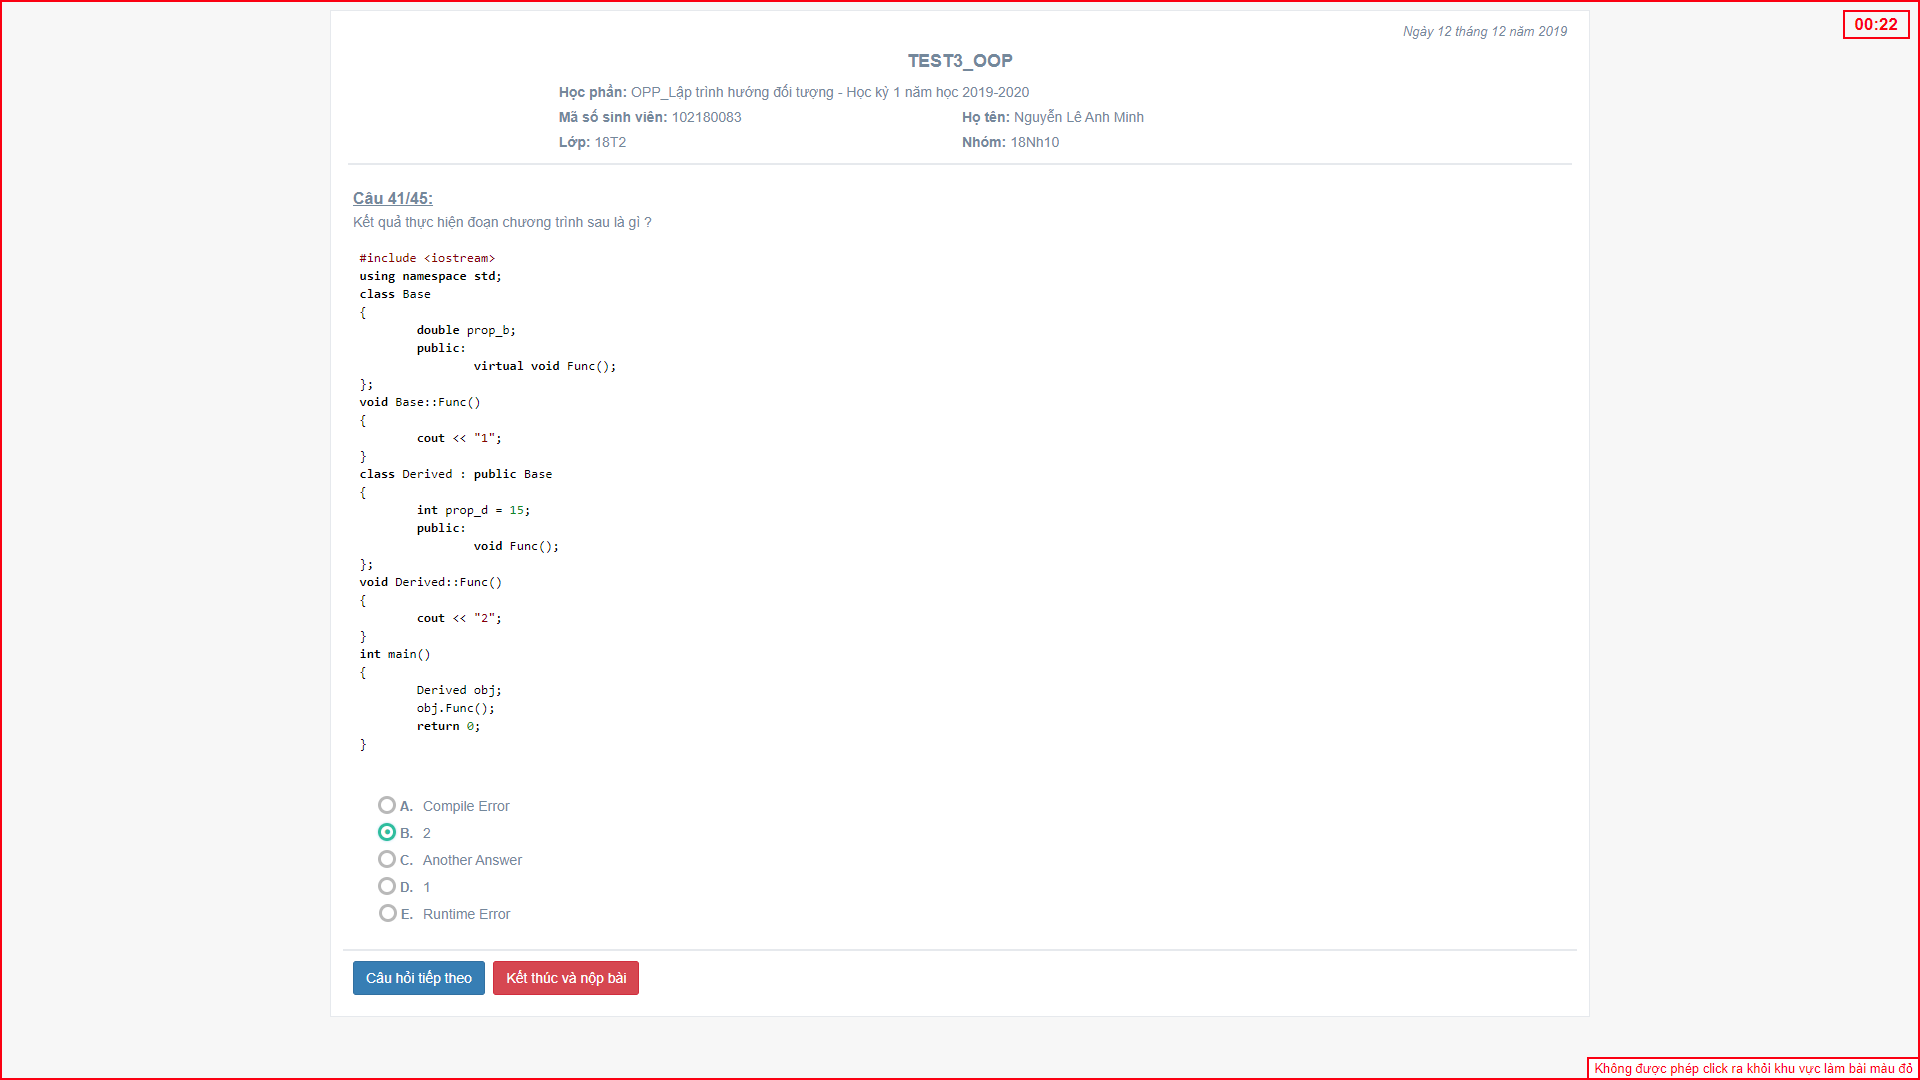 00:22
Ngày 12 tháng 12 năm 2019
TEST3_OOP
Học phần: OPP_Lập trình hướng đối tượng - Học kỳ 1 năm học 2019-2020
Mã số sinh viên: 102180083 Họ tên: Nguyễn Lê Anh Minh
Lớp: 18T2 Nhóm: 18Nh10
Câu 41/45:
Kết quả thực hiện đoạn chương trình sau là gì ?
#include <iostream>
using namespace std;
class Base
{
double prop_b;
public:
virtual void Func();
};
void Base::Func()
{
cout << "1";
}
class Derived : public Base
{
int prop_d = 15;
public:
void Func();
};
void Derived::Func()
{
cout << "2";
}
int main()
{
Derived obj;
obj.Func();
return 0;
}
A. Compile Error
B. 2
C. Another Answer
D. 1
E. Runtime Error
Câu hỏi tiếp theo Kết thúc và nộp bài
Không được phép click ra khỏi khu vực làm bài màu đỏ